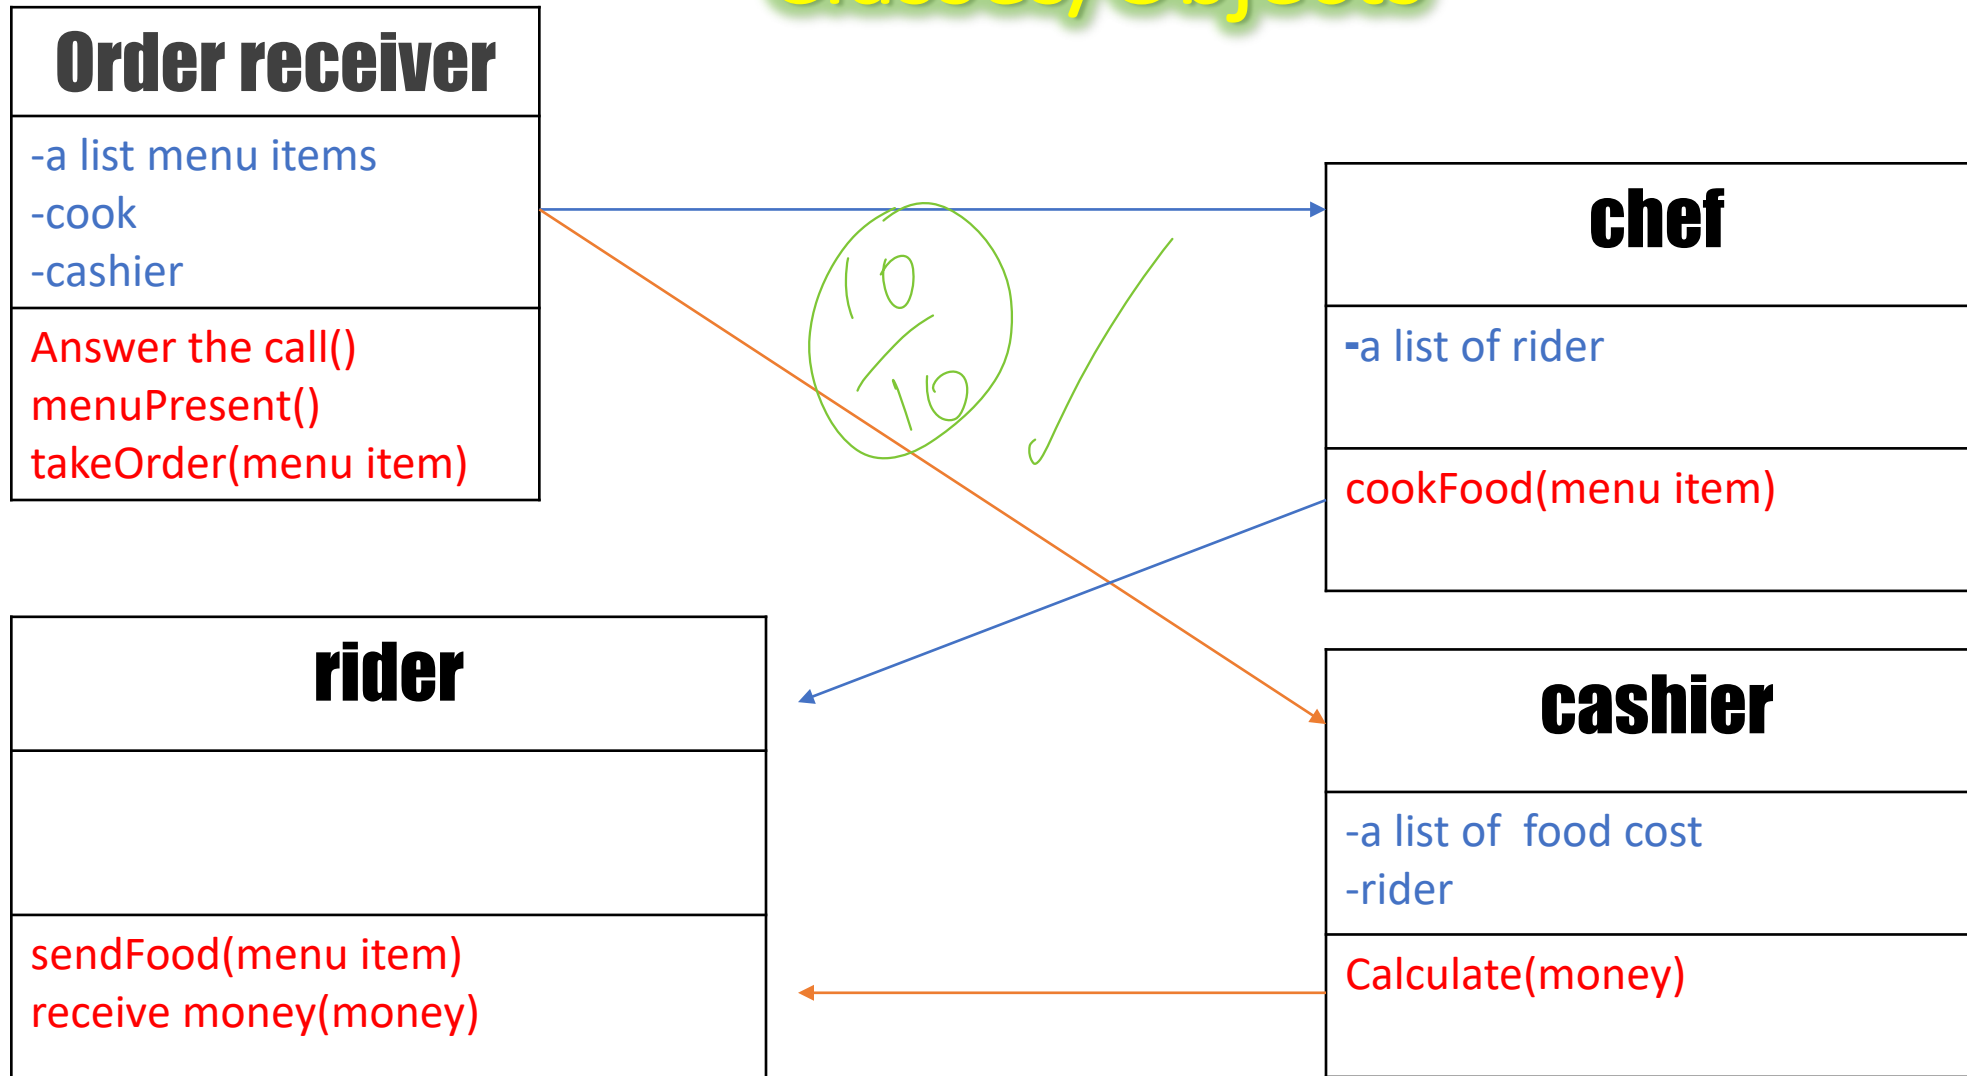 Classes/Objects
Order receiver
-a list menu items
-cook
-cashier
Answer the call()
menuPresent()
takeOrder(menu item)
10
10
chef
-a list of rider
cookFood(menu item)
rider
sendFood(menu item)
receive money(money)
cashier
-a list of  food cost
-rider
Calculate(money)